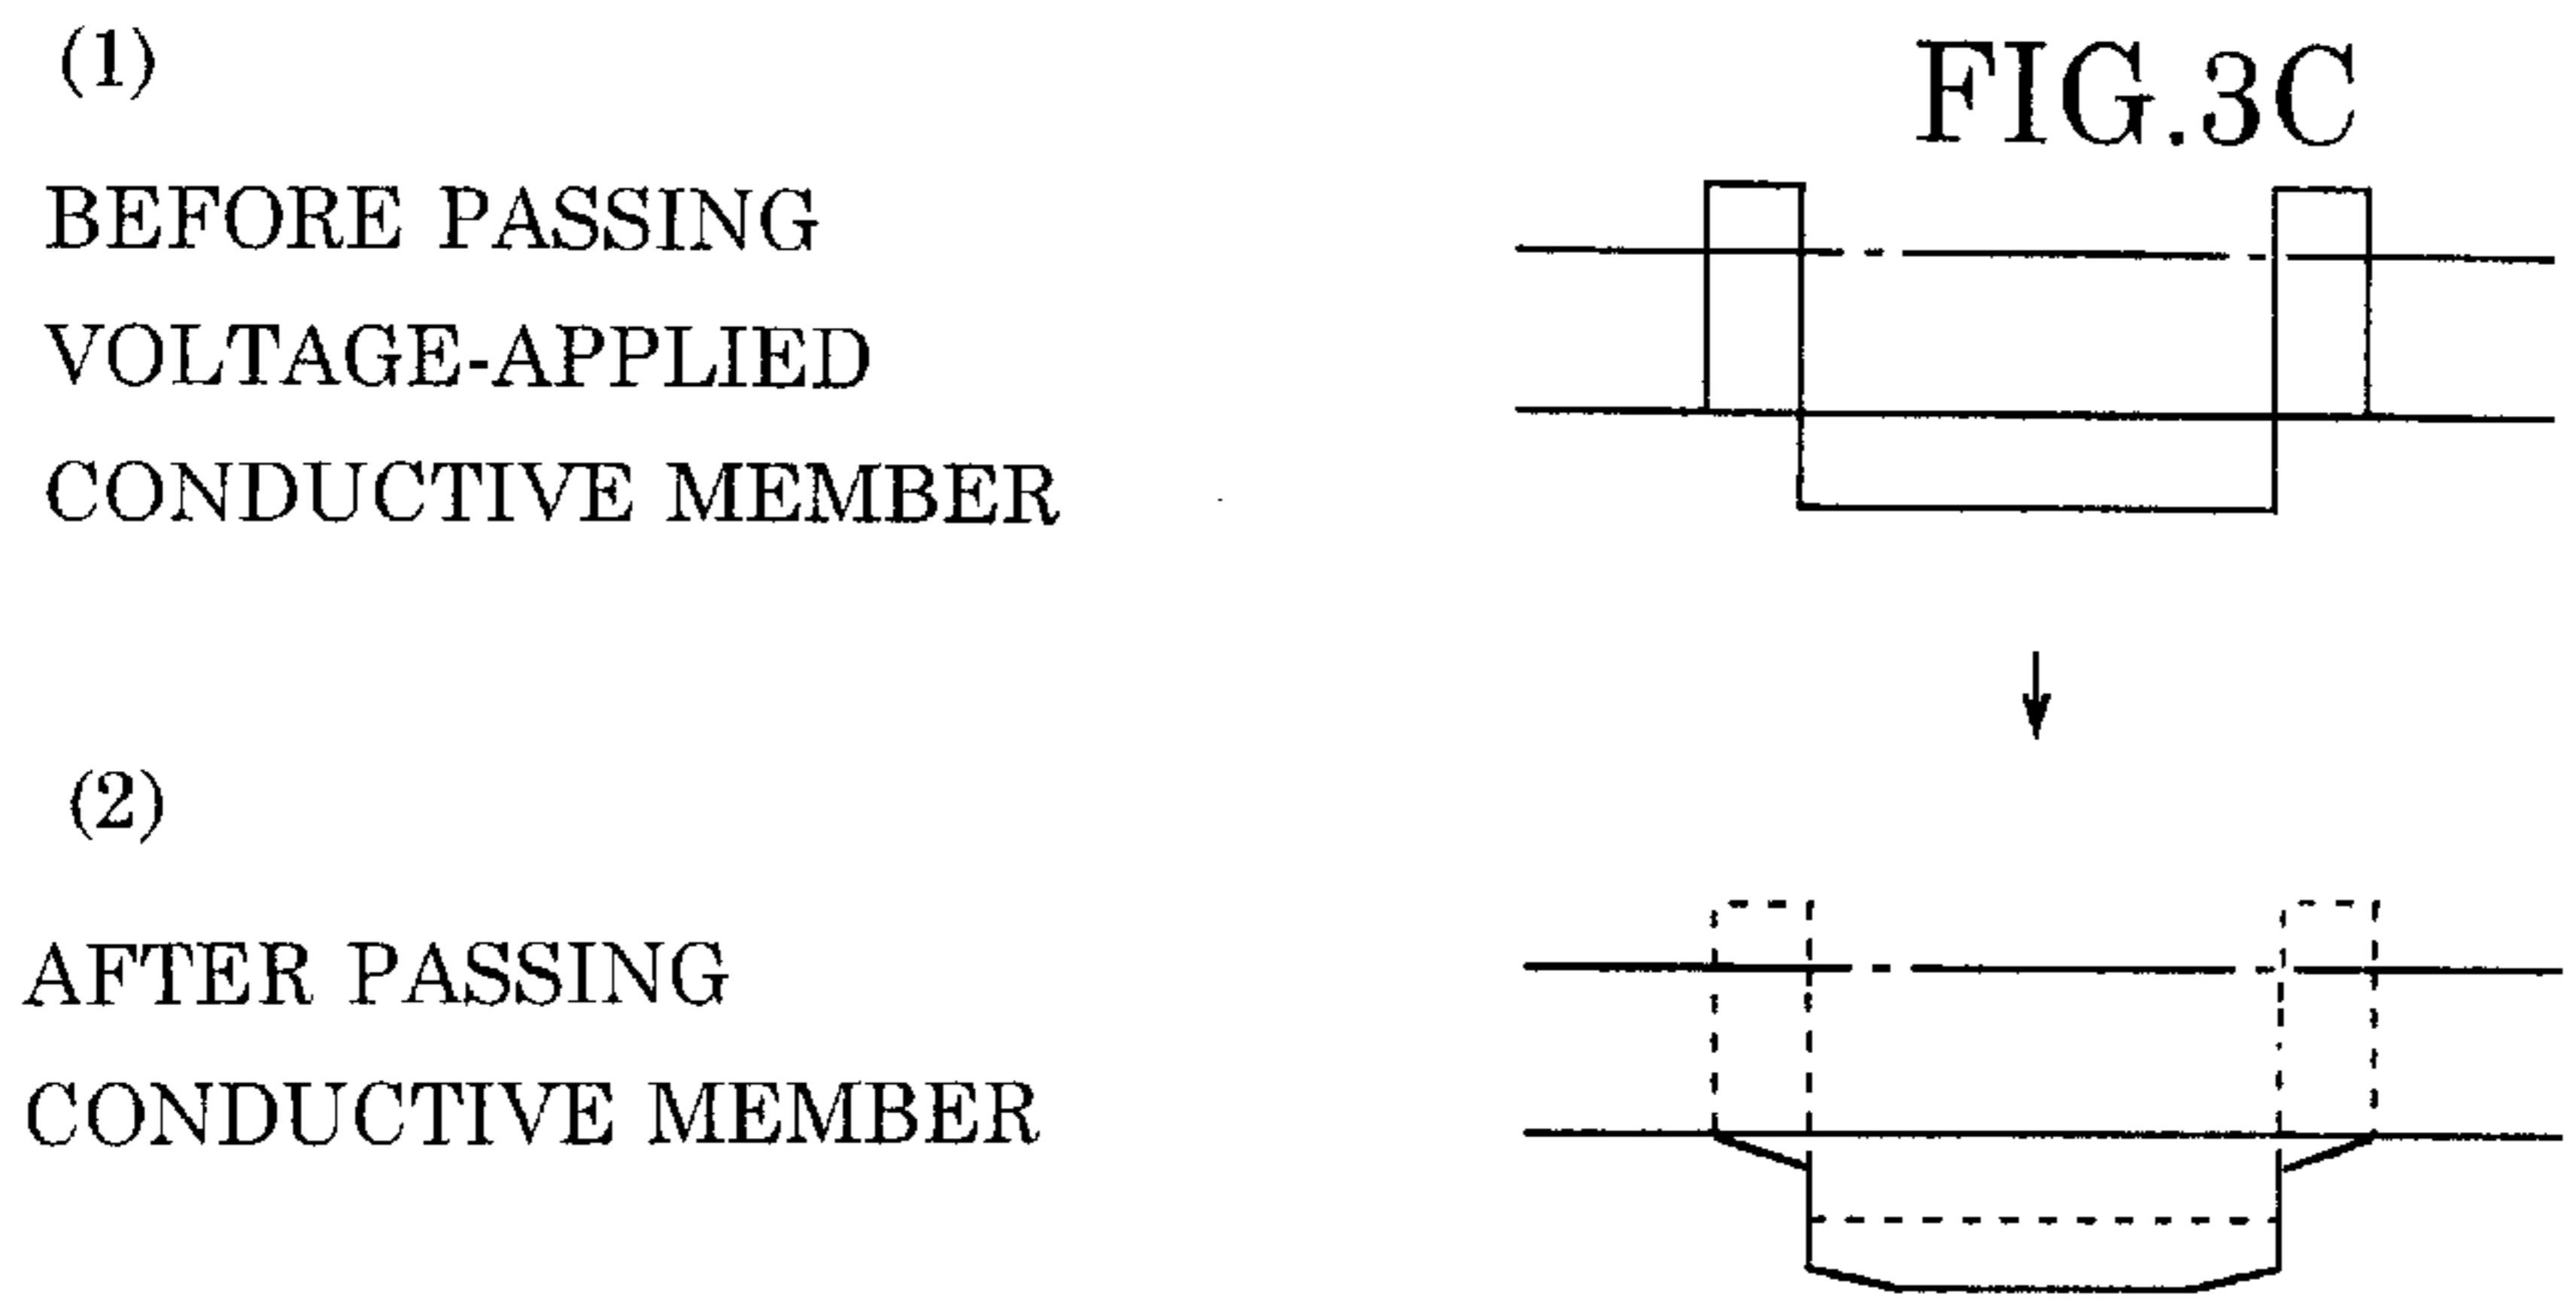 (1)
FIG.3C
BEFORE PASSING
VOLTAGE-APPLIED
CONDUCTIVE MEMBER
(2)
AFTER PASSING
CONDUCTIVE MEMBER